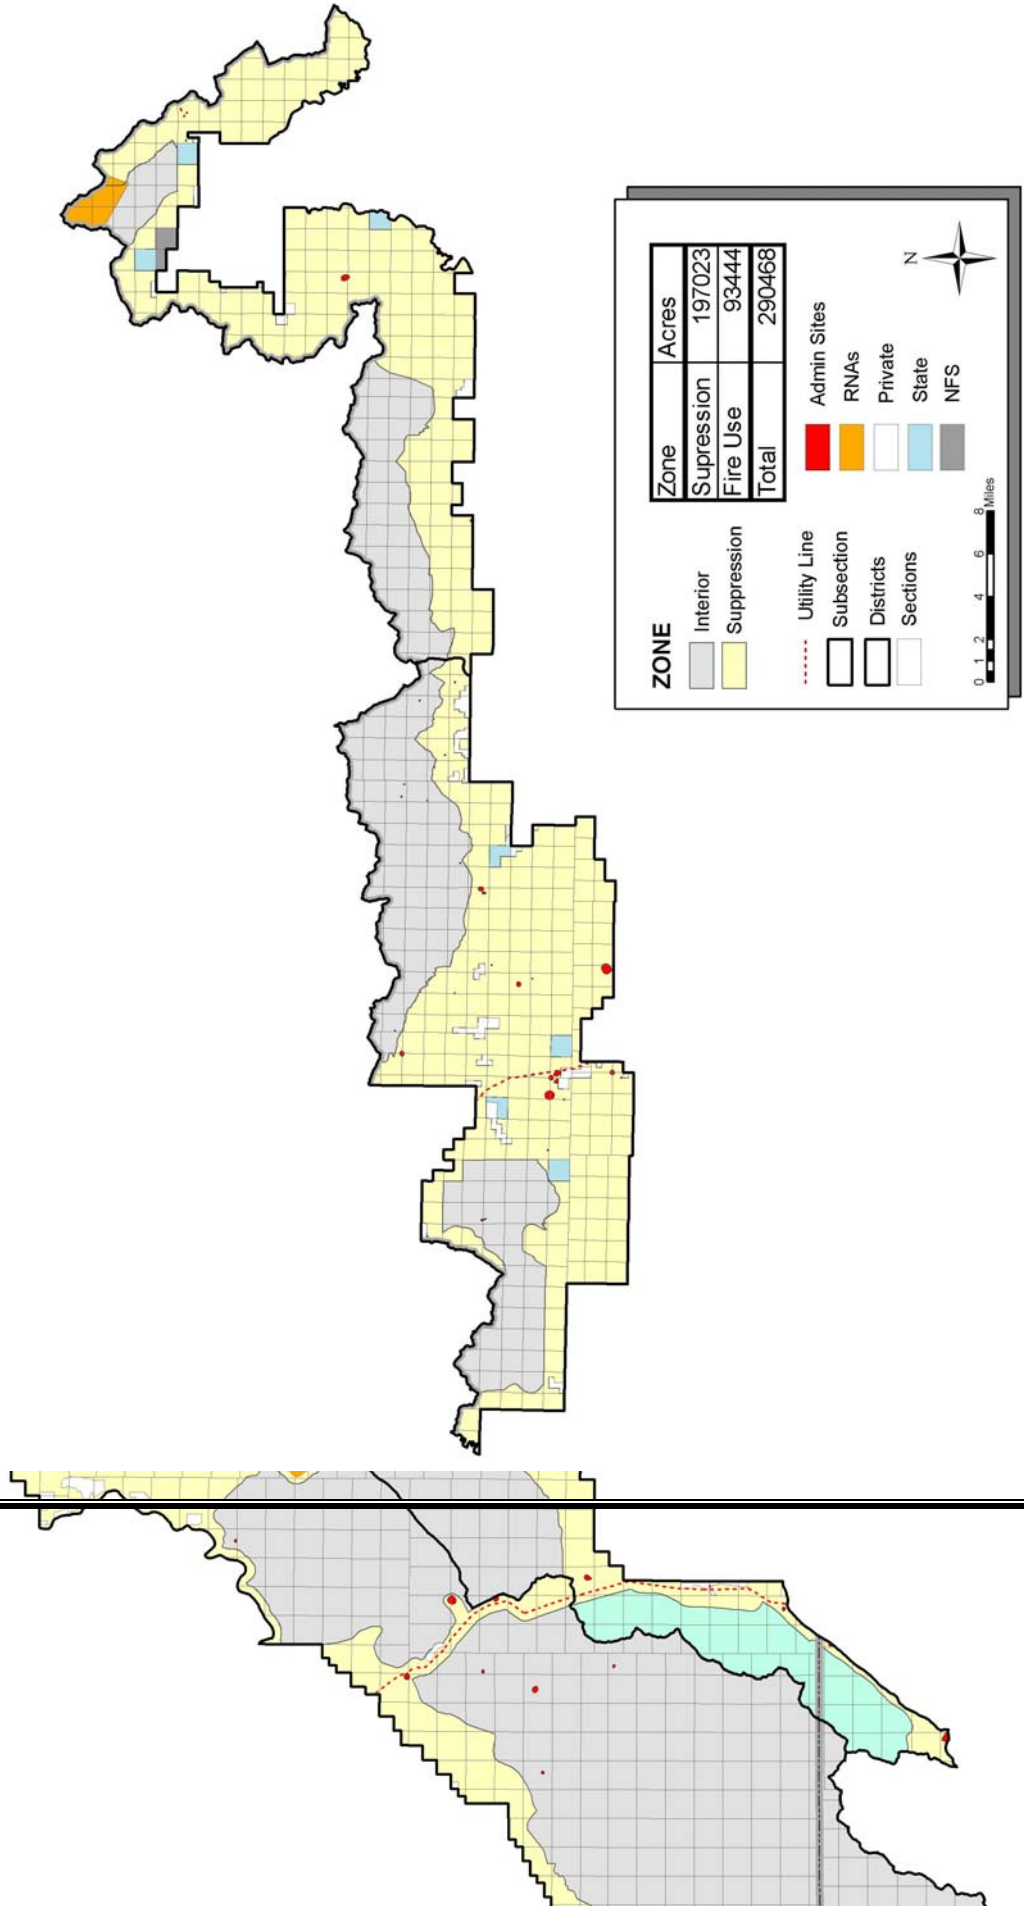 Zone Acres
Supression 197023
Fire Use 93444
Total 290468
ZONE
Interior
Suppression
Utility Line
Subsection
Districts
Sections
Admin Sites
RNAs
Private
State
NFS
0 1 2 4 6 8
Miles
N